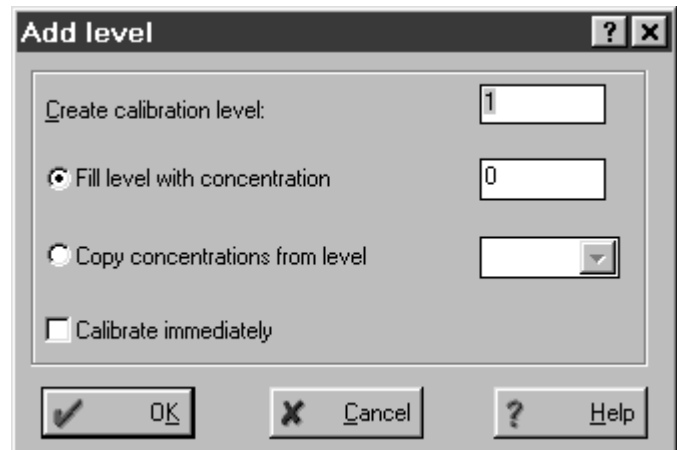 Add level
Create calibration level: 1
Fill level with concentration 0
Copy concentrations from level
Calibrate immediately
OK Cancel Help